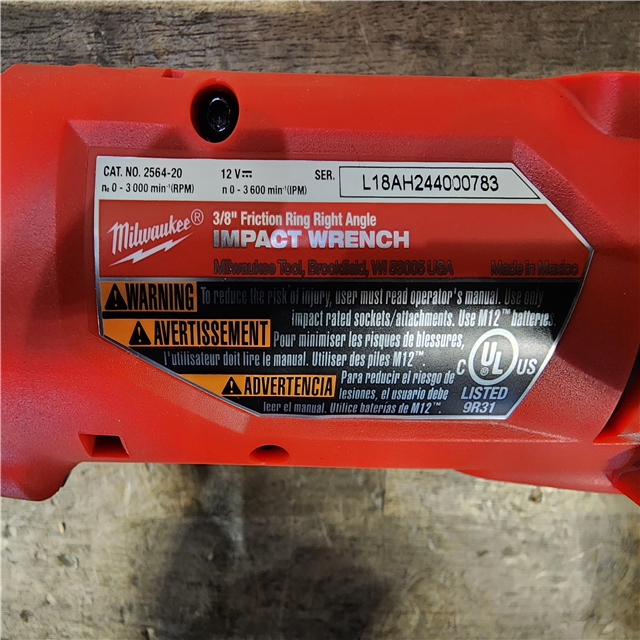 CAT. NO. 2564-20 12 V⎓ SER. L18AH244000783
n₀ 0 - 3 000 min⁻¹(RPM) n 0 - 3 600 min⁻¹(IPM)
Milwaukee®
3/8" Friction Ring Right Angle
IMPACT WRENCH
Milwaukee Tool, Brookfield, WI 53005 USA Made in Mexico
WARNING To reduce the risk of injury, user must read operator's manual. Use only
impact rated sockets/attachments. Use M12™ batteries.
AVERTISSEMENT Pour minimiser les risques de blessures,
l'utilisateur doit lire le manual. Utiliser des piles M12™.
ADVERTENCIA Para reducir el riesgo de
lesiones, el usuario debe
leer el manual. Utilice baterias de M12™.
C UL US
LISTED
9R31